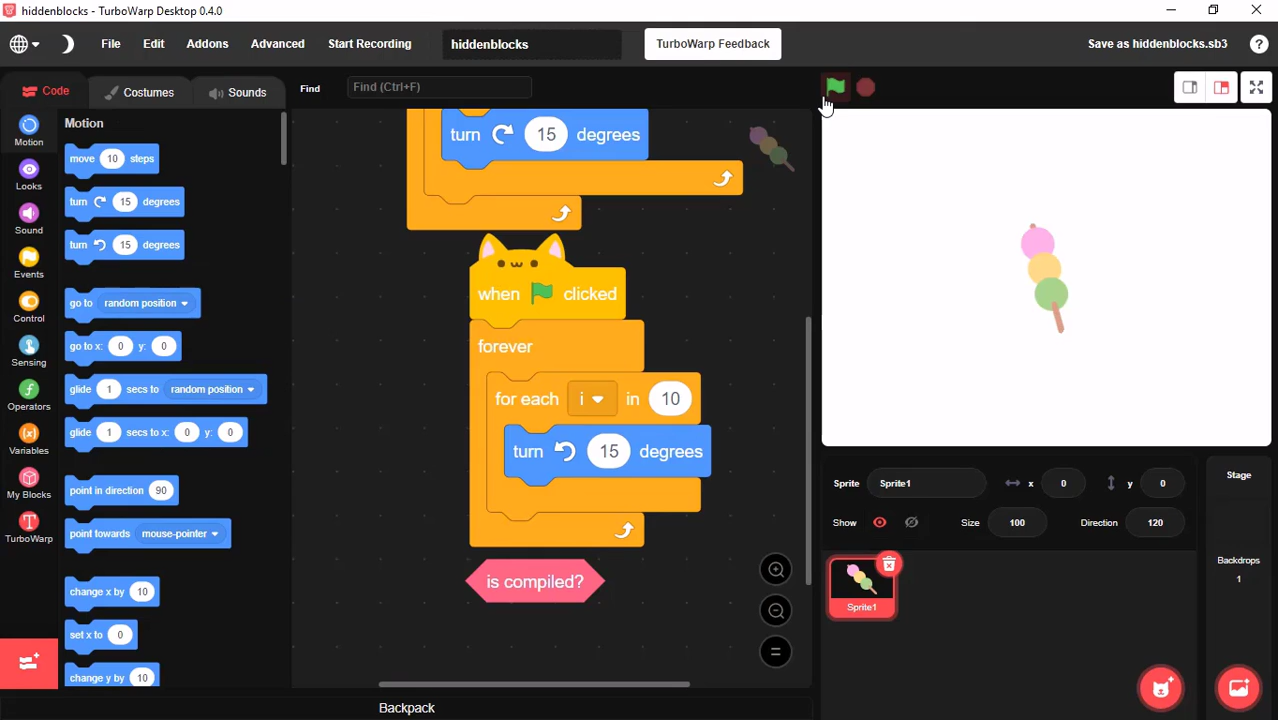 hiddenblocks - TurboWarp Desktop 0.4.0
File Edit Addons Advanced Start Recording hiddenblocks TurboWarp Feedback Save as hiddenblocks.sb3 ?
Code Costumes Sounds Find Find (Ctrl+F)
Motion
Looks
Sound
Events
Control
Sensing
Operators
Variables
My Blocks
TurboWarp
Motion
move 10 steps
turn 15 degrees
turn 15 degrees
go to random position
go to x: 0 y: 0
glide 1 secs to random position
glide 1 secs to x: 0 y: 0
point in direction 90
point towards mouse-pointer
change x by 10
set x to 0
change y by 10
turn 15 degrees
when clicked
forever
for each i in 10
turn 15 degrees
is compiled?
Backpack
Sprite Sprite1 x 0 y 0
Show Size 100 Direction 120
Sprite1
Stage
Backdrops
1